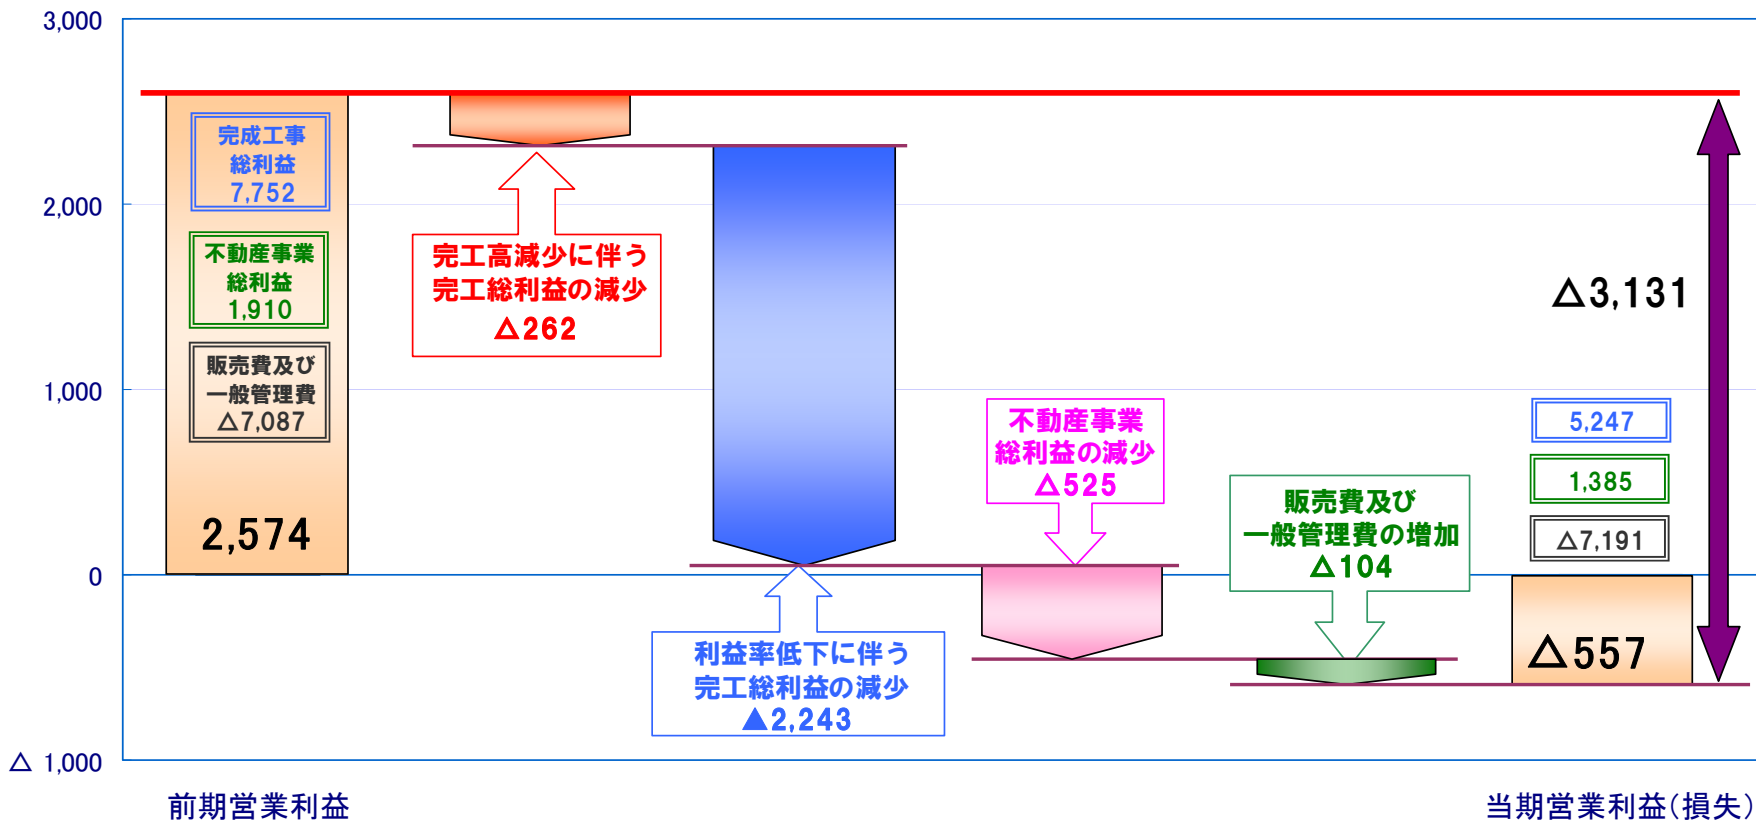 3,000
2,000
1,000
0
△ 1,000
完成工事
総利益
7,752
不動産事業
総利益
1,910
販売費及び
一般管理費
△7,087
2,574
完工高減少に伴う
完工総利益の減少
△262
利益率低下に伴う
完工総利益の減少
▲2,243
不動産事業
総利益の減少
△525
販売費及び
一般管理費の増加
△104
△3,131
5,247
1,385
△7,191
△557
前期営業利益
当期営業利益(損失)